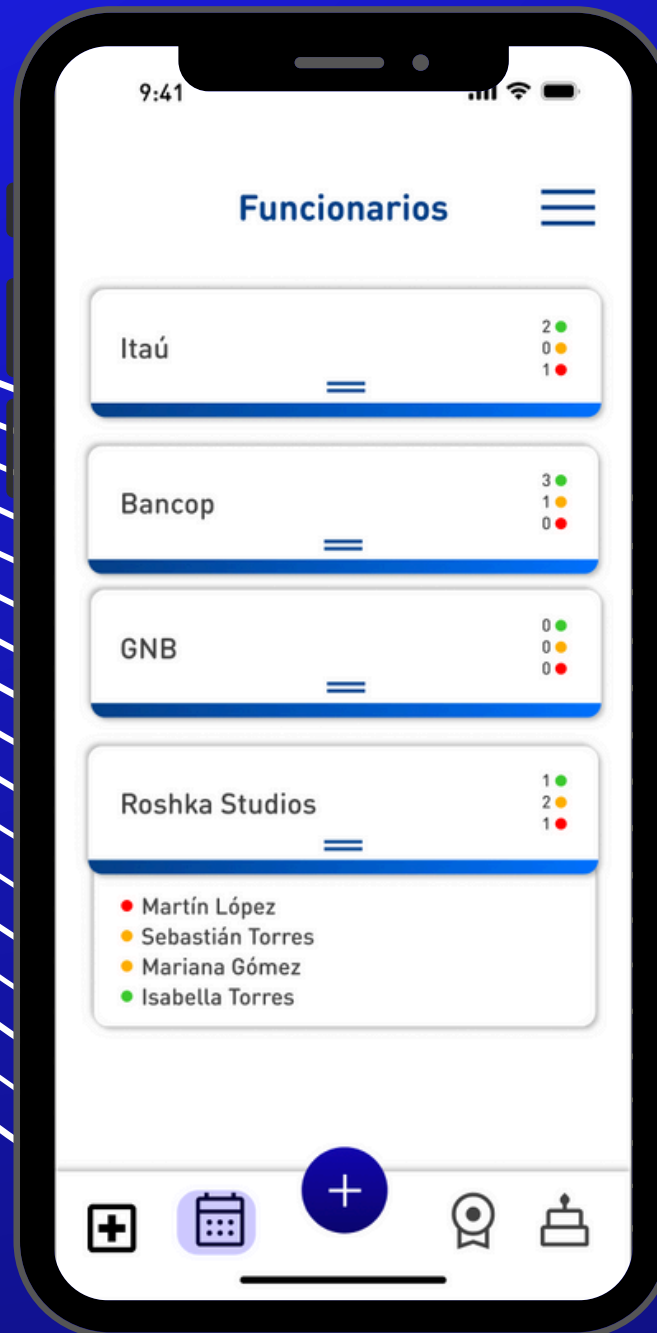 9:41
Funcionarios
Itaú
2
0
1
Bancop
3
1
0
GNB
0
0
0
Roshka Studios
1
2
1
Martín López
Sebastián Torres
Mariana Gómez
Isabella Torres